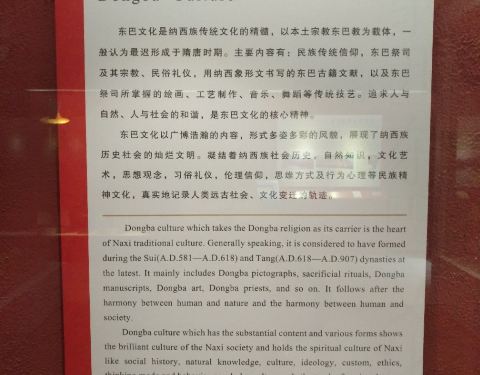 Dongba Culture
东巴文化是纳西族传统文化的精髓，以本土宗教东巴教为载体，一
般认为最迟形成于隋唐时期。主要内容有：民族传统信仰，东巴祭司
及其宗教、民俗礼仪，用纳西象形文书写的东巴古籍文献，以及东巴
祭司所掌握的绘画、工艺制作、音乐、舞蹈等传统技艺。追求人与
自然、人与社会的和谐，是东巴文化的核心精神。
东巴文化以广博浩瀚的内容，形式多姿多彩的风貌，展现了纳西族
历史社会的灿烂文明。凝结着纳西族社会历史，自然知识，文化艺
术，思想观念，习俗礼仪，伦理信仰，思维方式及行为心理等民族精
神文化，真实地记录人类远古社会、文化变迁的轨迹。
Dongba culture which takes the Dongba religion as its carrier is the heart
of Naxi traditional culture. Generally speaking, it is considered to have formed
during the Sui(A.D.581—A.D.618) and Tang(A.D.618—A.D.907) dynasties at
the latest. It mainly includes Dongba pictographs, sacrificial rituals, Dongba
manuscripts, Dongba art, Dongba priests, and so on. It follows after the
harmony between human and nature and the harmony between human and
society.
Dongba culture which has the substantial content and various forms shows
the brilliant culture of the Naxi society and holds the spiritual culture of Naxi
like social history, natural knowledge, culture, ideology, custom, ethics,